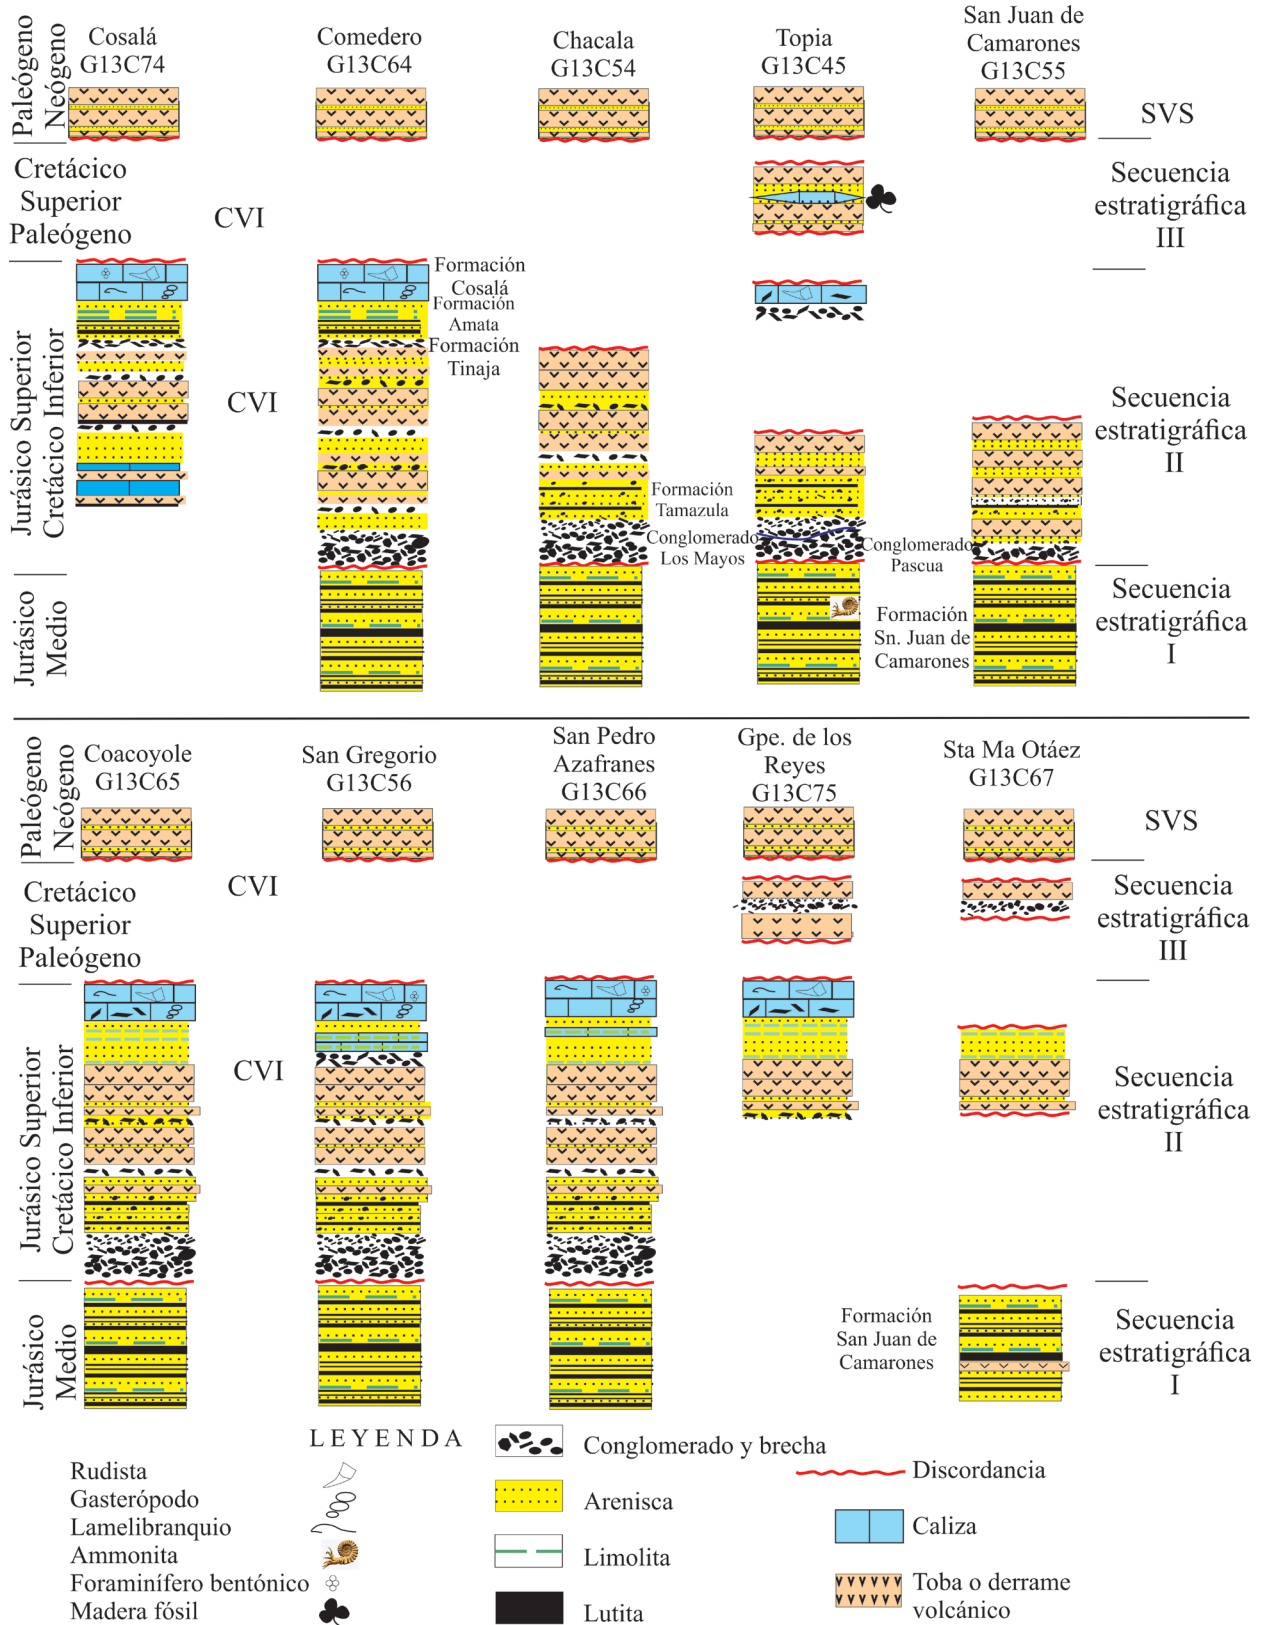 Paleógeno
Neógeno
Cosalá
G13C74
Comedero
G13C64
Chacala
G13C54
Topia
G13C45
San Juan de
Camarones
G13C55
SVS
Cretácico
Superior
Paleógeno
CVI
Secuencia
estratigráfica
III
Jurásico Superior
Cretácico Inferior
CVI
Formación
Cosalá
Formación
Amata
Formación
Tinaja
Formación
Tamazula
Conglomerado
Los Mayos
Conglomerado
Pascua
Secuencia
estratigráfica
II
Jurásico
Medio
Formación
Sn. Juan de
Camarones
Secuencia
estratigráfica
I
Paleógeno
Neógeno
Coacoyole
G13C65
San Gregorio
G13C56
San Pedro
Azafranes
G13C66
Gpe. de los
Reyes
G13C75
Sta Ma Otáez
G13C67
SVS
Cretácico
Superior
Paleógeno
CVI
Secuencia
estratigráfica
III
Jurásico Superior
Cretácico Inferior
CVI
Secuencia
estratigráfica
II
Jurásico
Medio
Formación
San Juan de
Camarones
Secuencia
estratigráfica
I
LEYENDA
Rudista
Gasterópodo
Lamelibranquio
Ammonita
Foraminífero bentónico
Madera fósil
Conglomerado y brecha
Arenisca
Limolita
Lutita
Discordancia
Caliza
Toba o derrame
volcánico